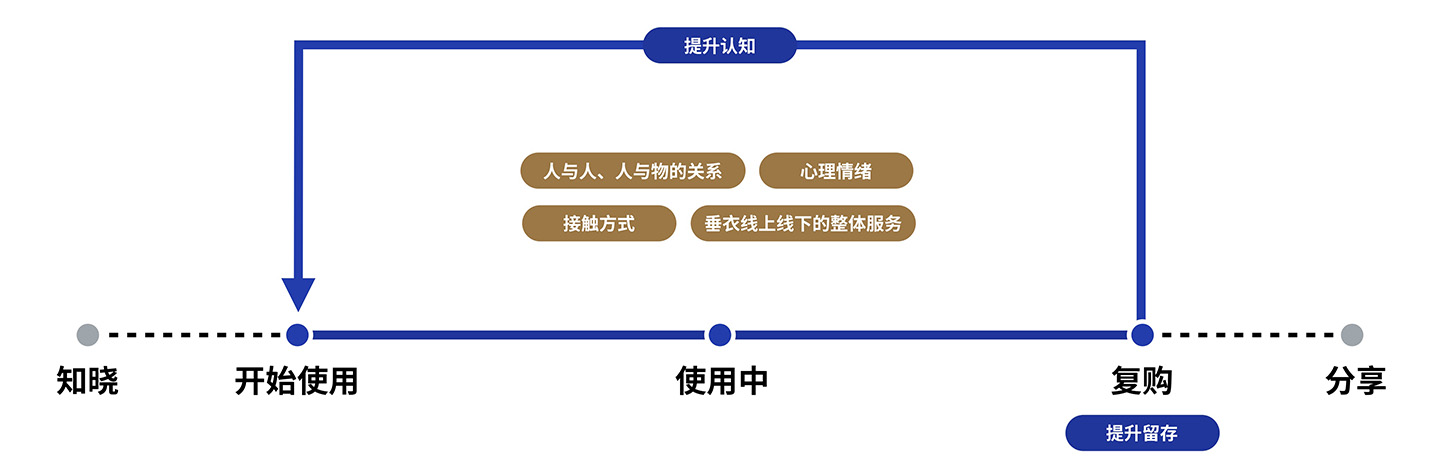 提升认知
人与人、人与物的关系
心理情绪
接触方式
垂衣线上线下的整体服务
知晓
开始使用
使用中
复购
分享
提升留存